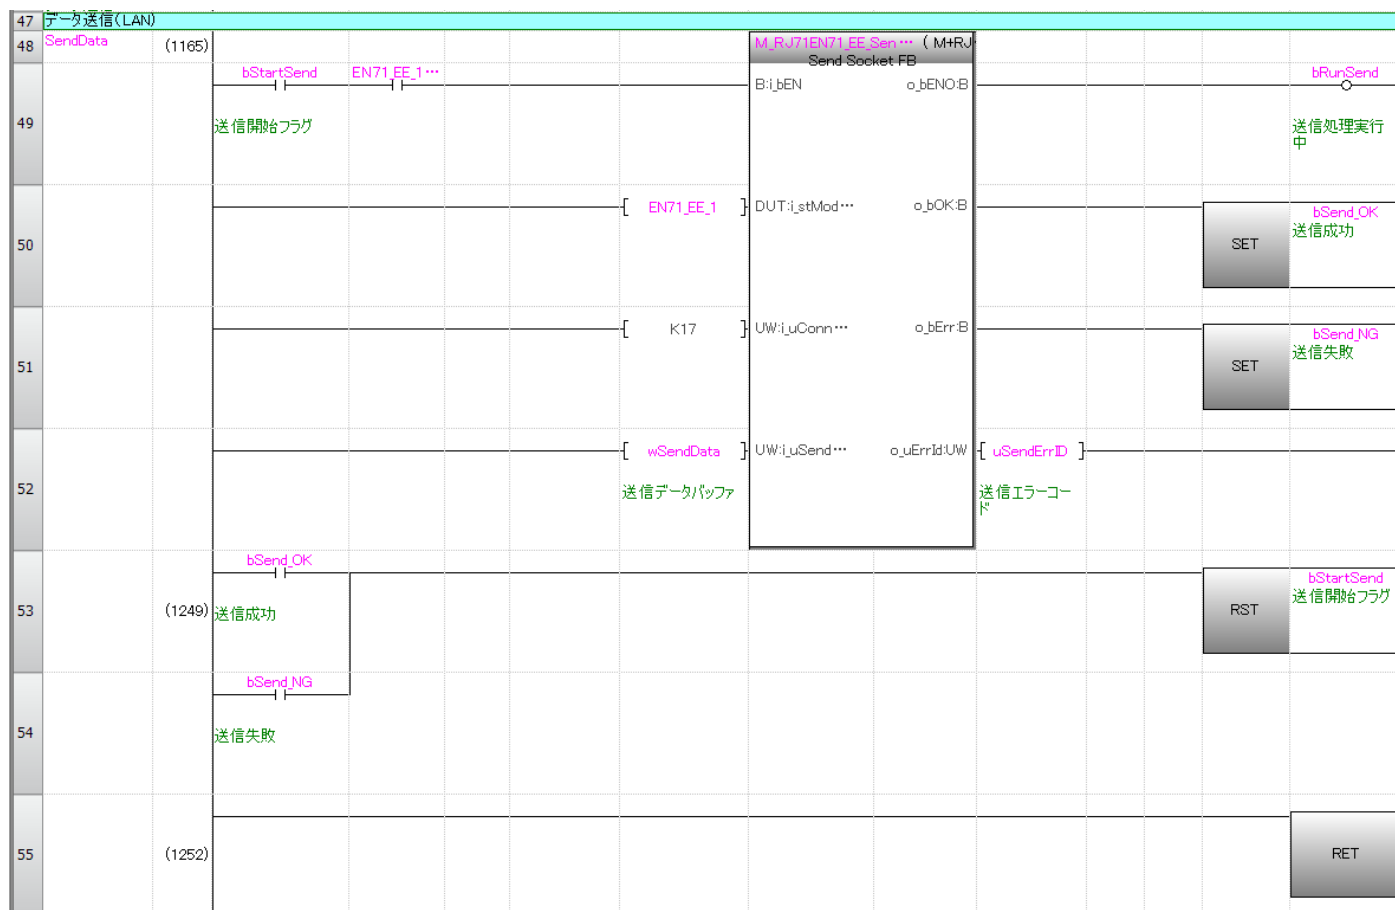 47 データ送信(LAN)
48 SendData (1165) M_RJ71EN71_EE_Sen… ( M+RJ
Send Socket FB
bStartSend EN71_EE_1… bRunSend
B:i_bEN o_bENO:B
49 送信開始フラグ 送信処理実行
中
EN71_EE_1 DUT:i_stMod… o_bOK:B bSend_OK
送信成功
50 SET
K17 UW:i_uConn… o_bErr:B bSend_NG
送信失敗
51 SET
wSendData UW:i_uSend… o_uErrId:UW uSendErrID
52 送信データバッファ 送信エラーコー
ド
bSend_OK bStartSend
送信開始フラグ
53 (1249) 送信成功 RST
bSend_NG
54 送信失敗
55 (1252) RET